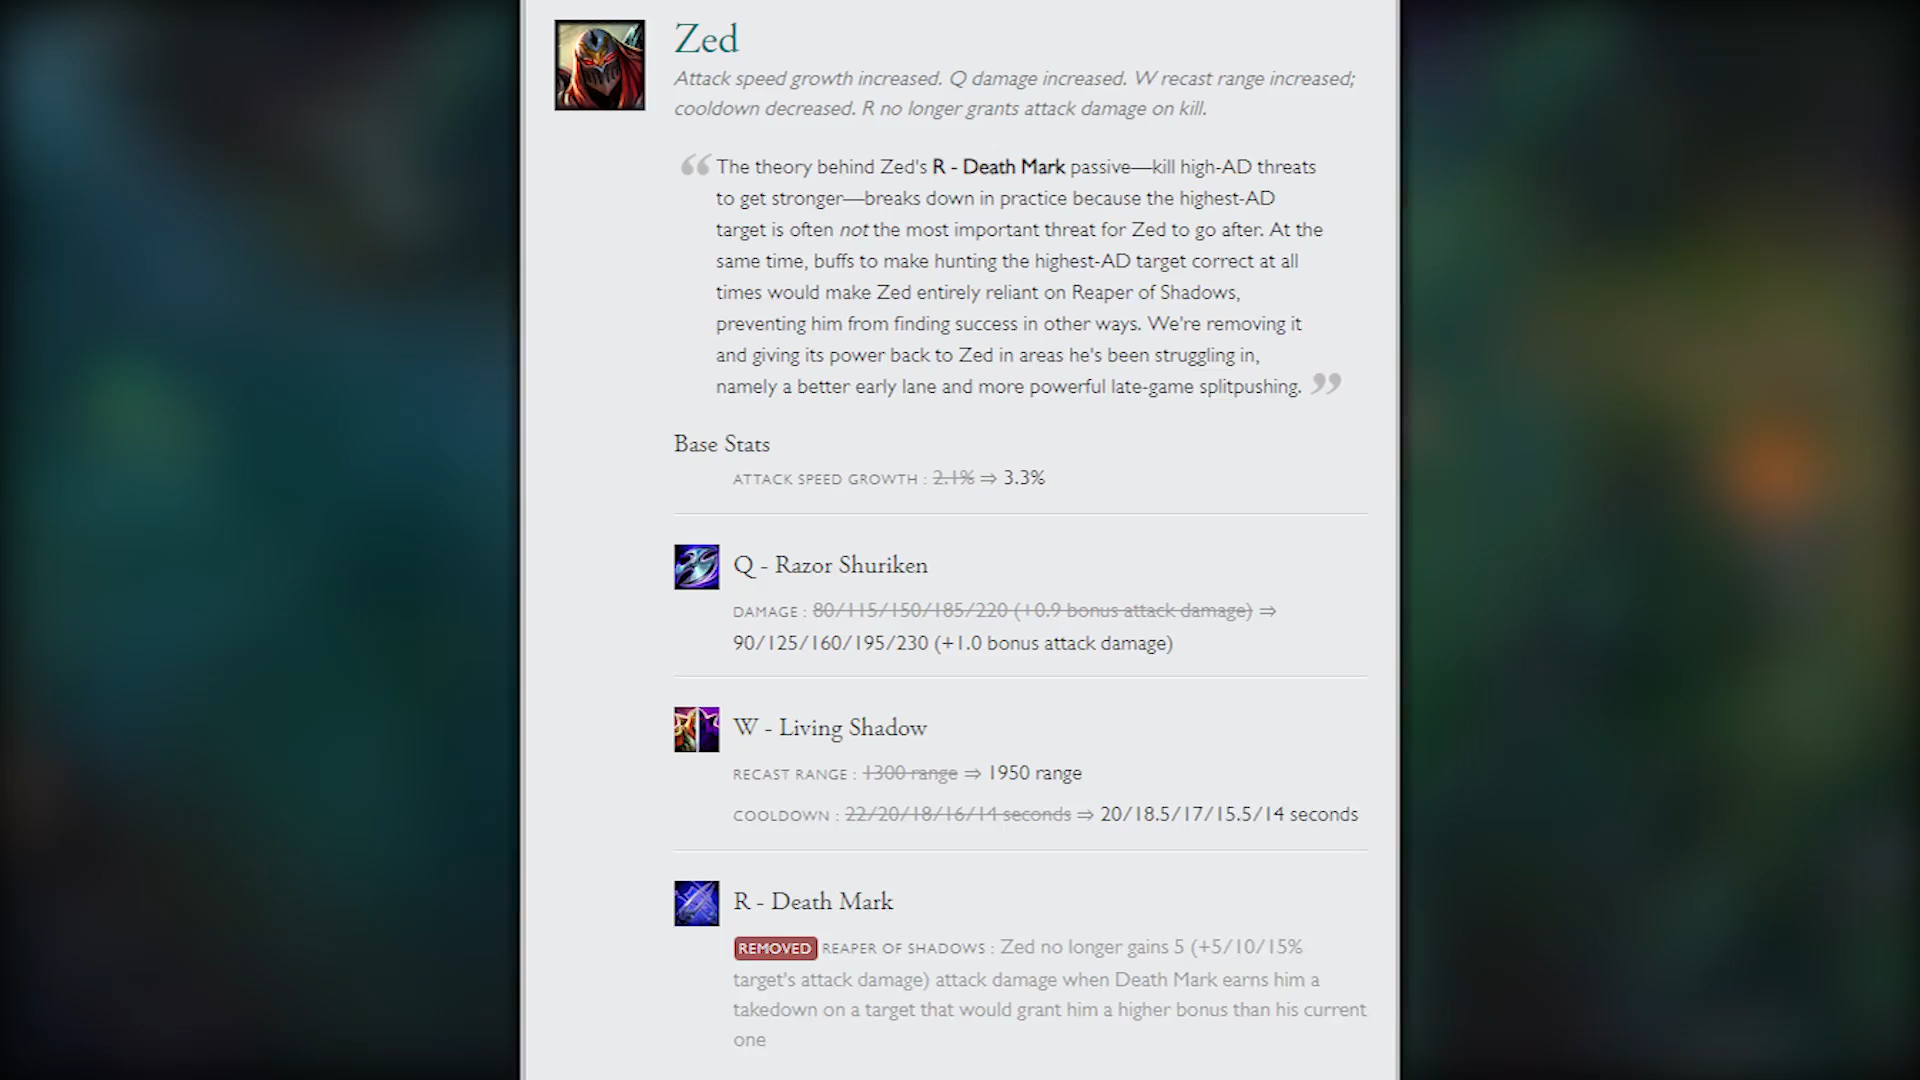 Zed
Attack speed growth increased. Q damage increased. W recast range increased;
cooldown decreased. R no longer grants attack damage on kill.
“ The theory behind Zed's R - Death Mark passive—kill high-AD threats
to get stronger—breaks down in practice because the highest-AD
target is often not the most important threat for Zed to go after. At the
same time, buffs to make hunting the highest-AD target correct at all
times would make Zed entirely reliant on Reaper of Shadows,
preventing him from finding success in other ways. We're removing it
and giving its power back to Zed in areas he's been struggling in,
namely a better early lane and more powerful late-game splitpushing. ”
Base Stats
ATTACK SPEED GROWTH : 2.1% ⇒ 3.3%
Q - Razor Shuriken
DAMAGE : 80/115/150/185/220 (+0.9 bonus attack damage) ⇒
90/125/160/195/230 (+1.0 bonus attack damage)
W - Living Shadow
RECAST RANGE : 1300 range ⇒ 1950 range
COOLDOWN : 22/20/18/16/14 seconds ⇒ 20/18.5/17/15.5/14 seconds
R - Death Mark
REMOVED REAPER OF SHADOWS : Zed no longer gains 5 (+5/10/15%
target's attack damage) attack damage when Death Mark earns him a
takedown on a target that would grant him a higher bonus than his current
one